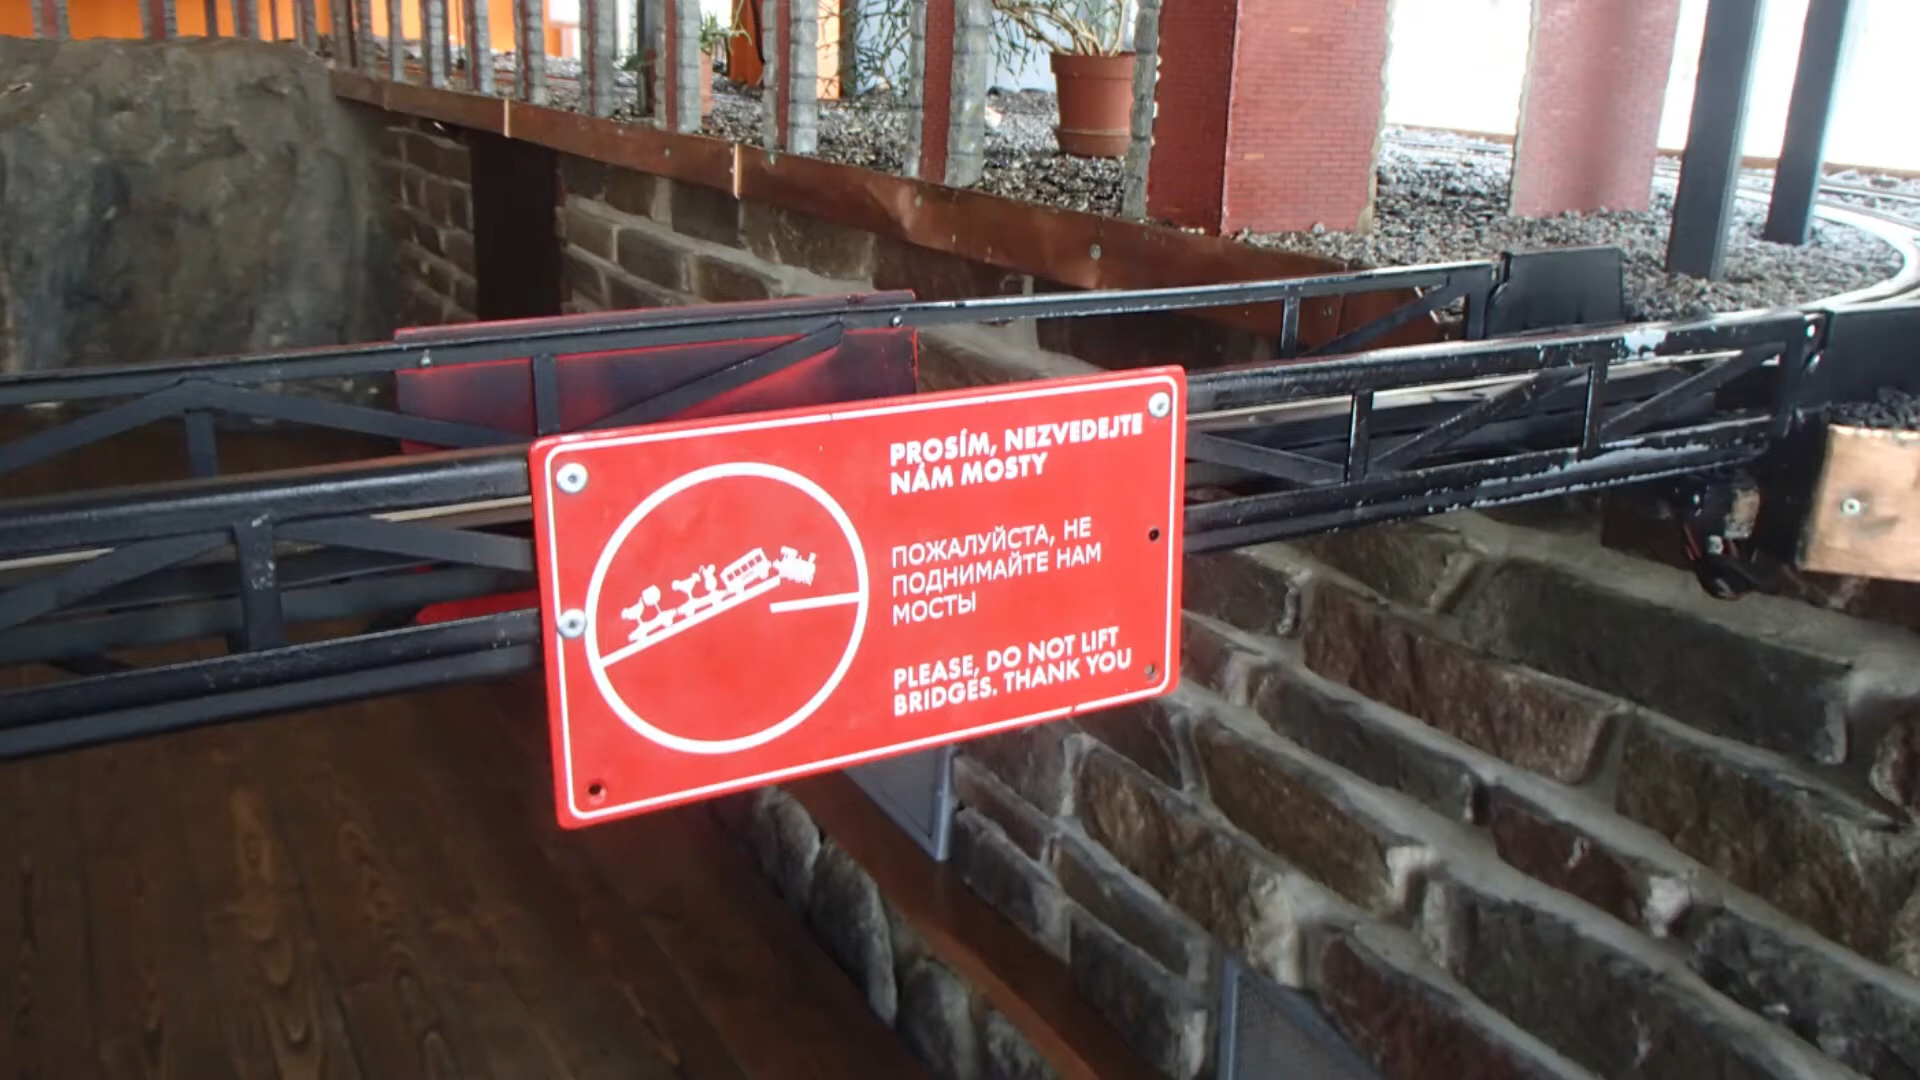 PROSÍM, NEZVEDEJTE
NÁM MOSTY
ПОЖАЛУЙСТА, НЕ
ПОДНИМАЙТЕ НАМ
МОСТЫ
PLEASE, DO NOT LIFT
BRIDGES. THANK YOU